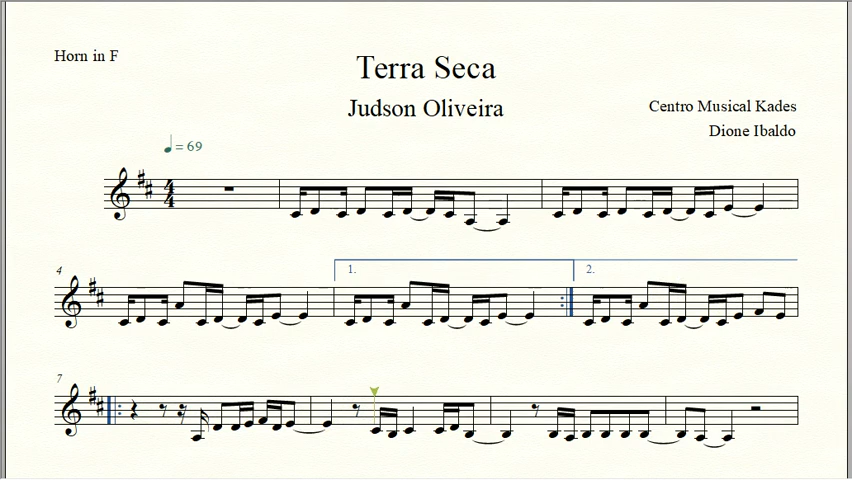 Horn in F
Terra Seca
Judson Oliveira
Centro Musical Kades
Dione Ibaldo
= 69
4
4
4
1.
2.
7